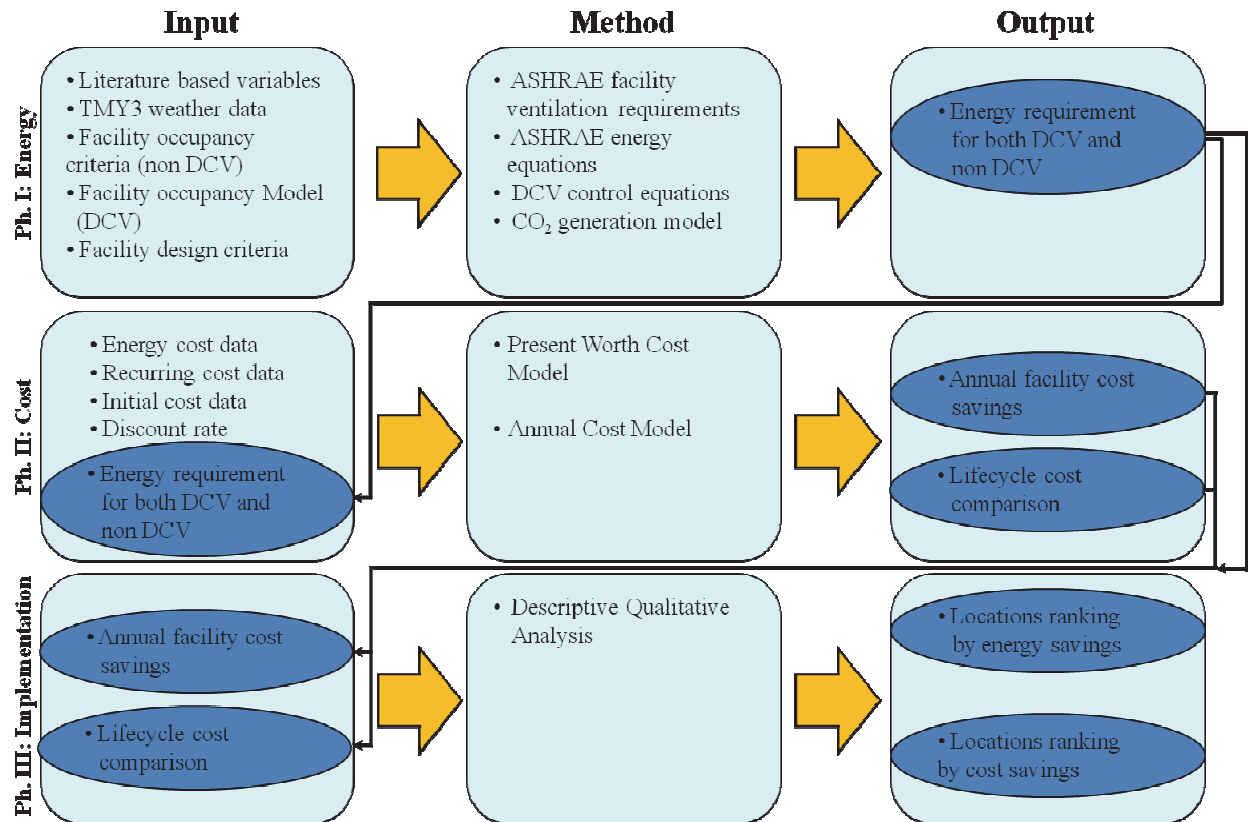 Input
Method
Output
Ph. I: Energy
• Literature based variables
• TMY3 weather data
• Facility occupancy
criteria (non DCV)
• Facility occupancy Model
(DCV)
• Facility design criteria
• ASHRAE facility
ventilation requirements
• ASHRAE energy
equations
• DCV control equations
• CO₂ generation model
• Energy requirement
for both DCV and
non DCV
Ph. II: Cost
• Energy cost data
• Recurring cost data
• Initial cost data
• Discount rate
• Energy requirement
for both DCV and
non DCV
• Present Worth Cost
Model
• Annual Cost Model
• Annual facility cost
savings
• Lifecycle cost
comparison
Ph. III: Implementation
• Annual facility cost
savings
• Lifecycle cost
comparison
• Descriptive Qualitative
Analysis
• Locations ranking
by energy savings
• Locations ranking
by cost savings